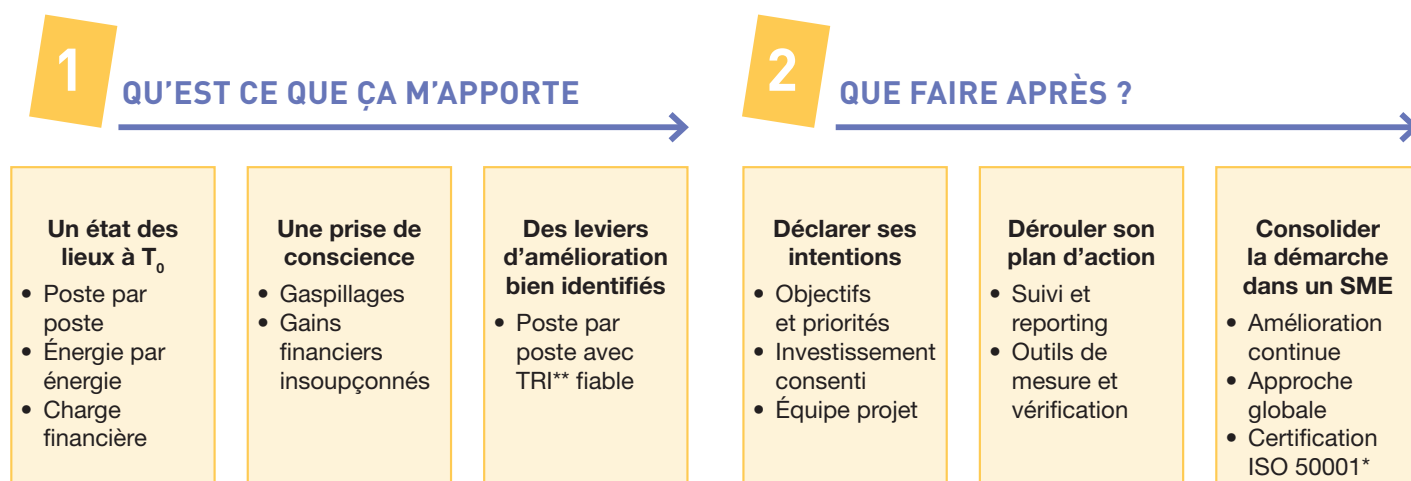 1
QU'EST CE QUE ÇA M'APPORTE
Un état des
lieux à T₀
• Poste par
poste
• Énergie par
énergie
• Charge
financière
Une prise de
conscience
• Gaspillages
• Gains
financiers
insoupçonnés
Des leviers
d'amélioration
bien identifiés
• Poste par
poste avec
TRI** fiable
2
QUE FAIRE APRÈS ?
Déclarer ses
intentions
• Objectifs
et priorités
• Investissement
consenti
• Équipe projet
Dérouler son
plan d'action
• Suivi et
reporting
• Outils de
mesure et
vérification
Consolider
la démarche
dans un SME
• Amélioration
continue
• Approche
globale
• Certification
ISO 50001*